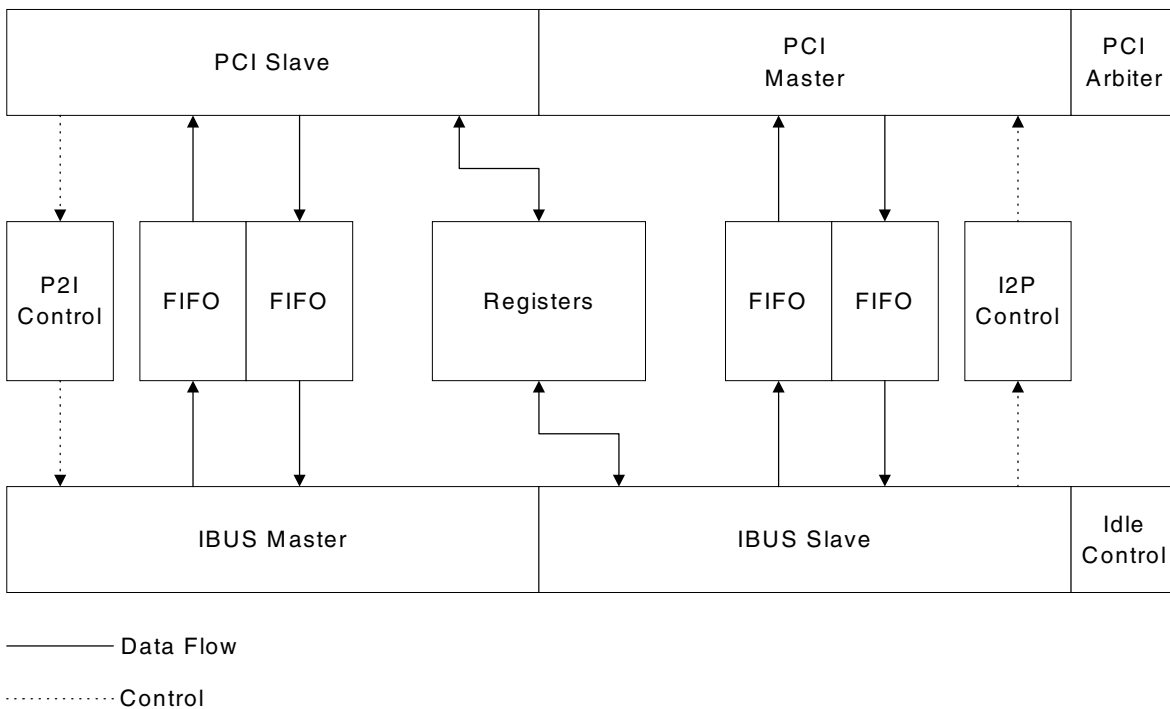 PCI Slave
PCI
Master
PCI
Arbiter
P2I
Control
FIFO
FIFO
Registers
FIFO
FIFO
I2P
Control
IBUS Master
IBUS Slave
Idle
Control
Data Flow
Control